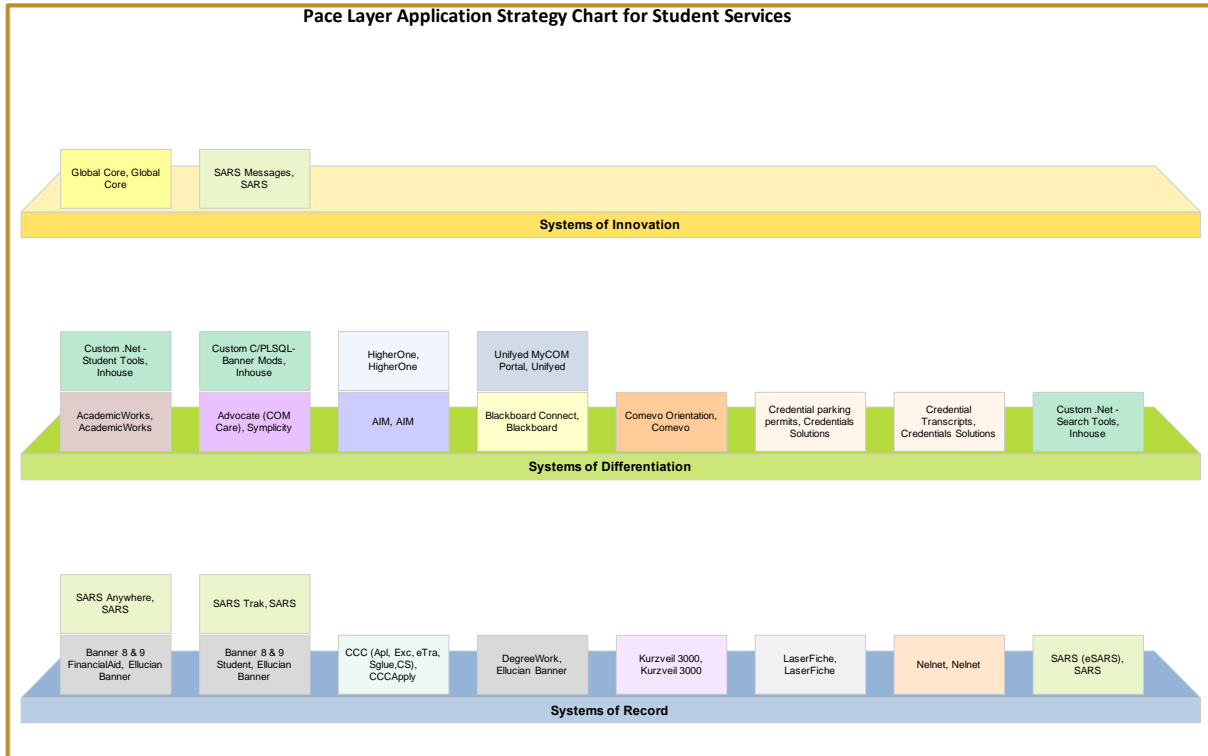 Pace Layer Application Strategy Chart for Student Services
Global Core, Global
Core
SARS Messages,
SARS
Systems of Innovation
Custom .Net -
Student Tools,
Inhouse
Custom C/PLSQL-
Banner Mods,
Inhouse
HigherOne,
HigherOne
Unifyed MyCOM
Portal, Unifyed
AcademicWorks,
AcademicWorks
Advocate (COM
Care), Symplicity
AIM, AIM
Blackboard Connect,
Blackboard
Comevo Orientation,
Comevo
Credential parking
permits, Credentials
Solutions
Credential
Transcripts,
Credentials Solutions
Custom .Net -
Search Tools,
Inhouse
Systems of Differentiation
SARS Anywhere,
SARS
SARS Trak, SARS
Banner 8 & 9
FinancialAid, Ellucian
Banner
Banner 8 & 9
Student, Ellucian
Banner
CCC (Apl, Exc, eTra,
Sglue,CS),
CCCApply
DegreeWork,
Ellucian Banner
Kurzveil 3000,
Kurzveil 3000
LaserFiche,
LaserFiche
Nelnet, Nelnet
SARS (eSARS),
SARS
Systems of Record